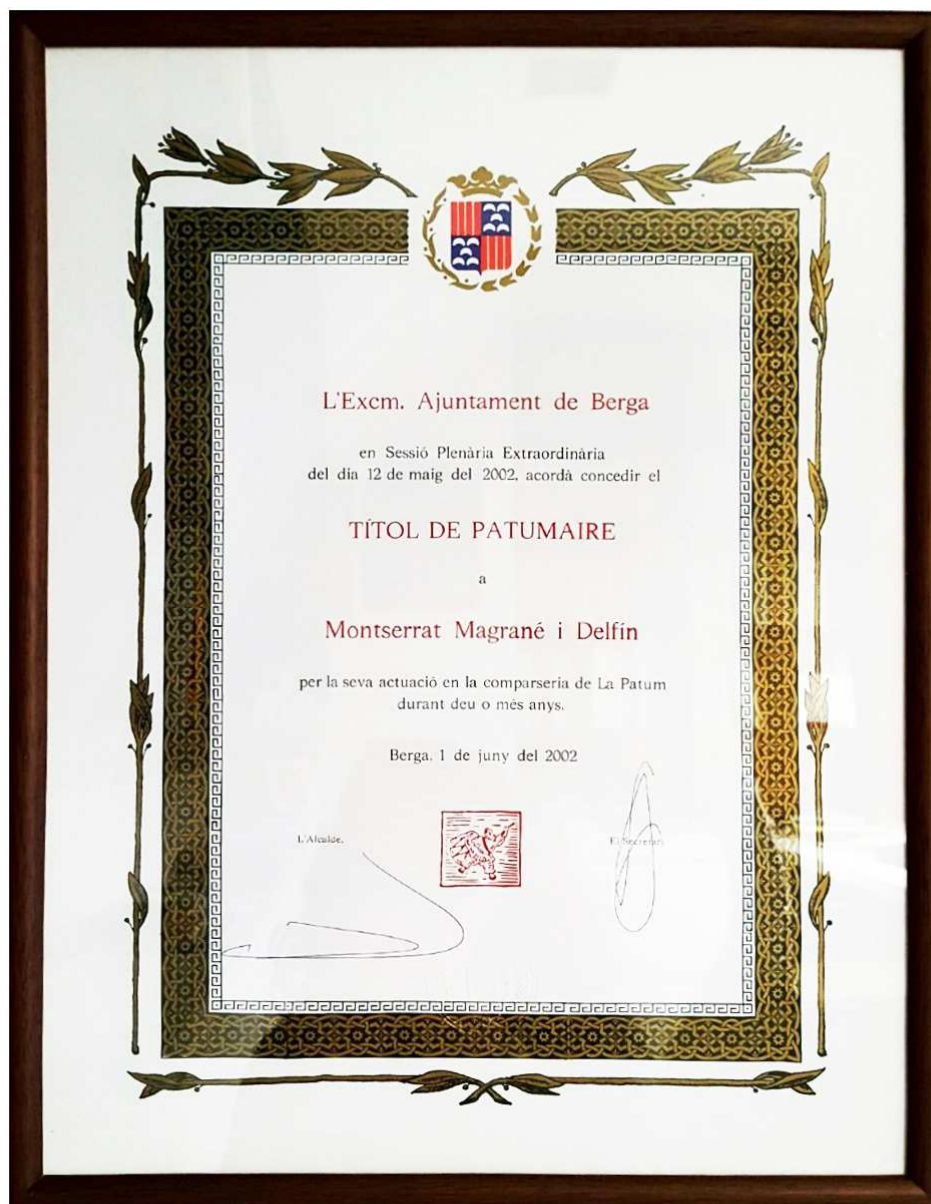 L'Excm. Ajuntament de Berga
en Sessió Plenària Extraordinària
del dia 12 de maig del 2002, acordà concedir el
TÍTOL DE PATUMAIRE
a
Montserrat Magrané i Delfín
per la seva actuació en la comparseria de La Patum
durant deu o més anys.
Berga, 1 de juny del 2002
L'Alcalde,
El Secretari